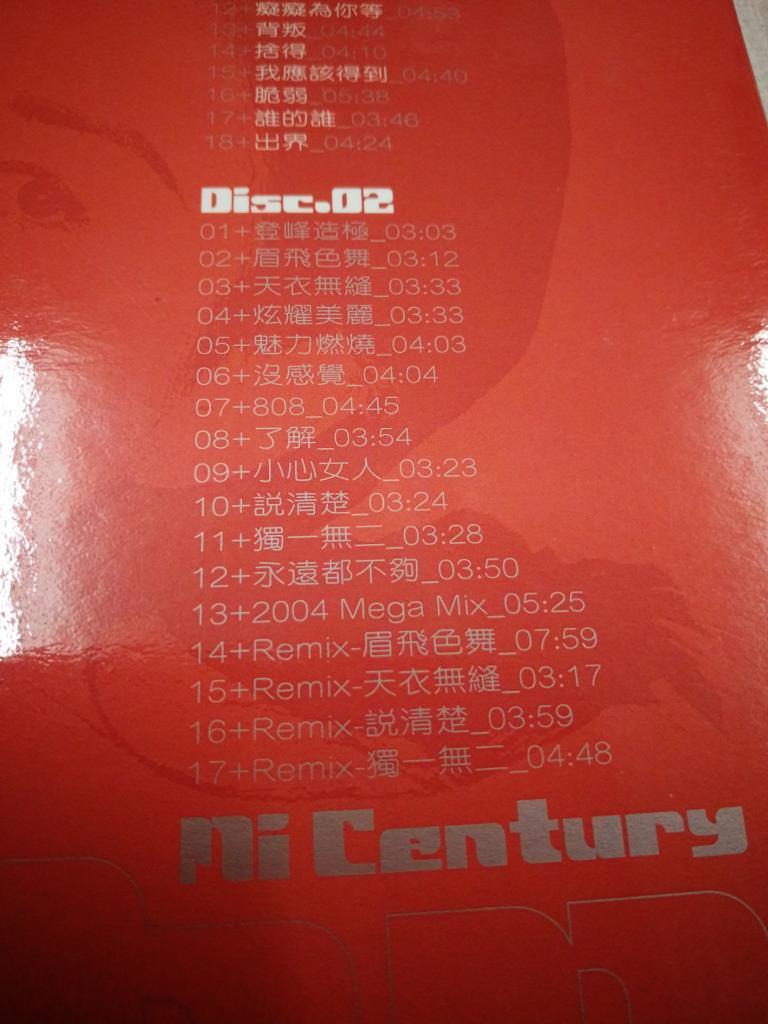 12+癡癡為你等_04:53
13+背叛_04:44
14+捨得_04:10
15+我應該得到_04:40
16+脆弱_05:38
17+誰的誰_03:46
18+出界_04:24
Disc.02
01+登峰造極_03:03
02+眉飛色舞_03:12
03+天衣無縫_03:33
04+炫耀美麗_03:33
05+魅力燃燒_04:03
06+沒感覺_04:04
07+808_04:45
08+了解_03:54
09+小心女人_03:23
10+説清楚_03:24
11+獨一無二_03:28
12+永遠都不夠_03:50
13+2004 Mega Mix_05:25
14+Remix-眉飛色舞_07:59
15+Remix-天衣無縫_03:17
16+Remix-説清楚_03:59
17+Remix-獨一無二_04:48
Mi Century